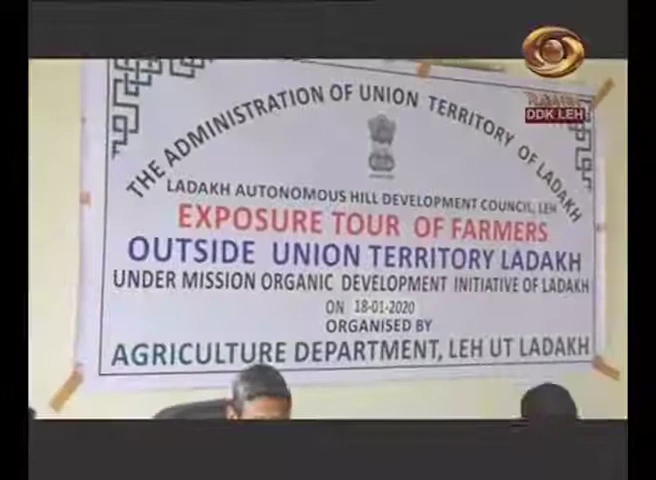 DDK LEH
THE ADMINISTRATION OF UNION TERRITORY OF LADAKH
LADAKH AUTONOMOUS HILL DEVELOPMENT COUNCIL, LEH
EXPOSURE TOUR OF FARMERS
OUTSIDE UNION TERRITORY LADAKH
UNDER MISSION ORGANIC DEVELOPMENT INITIATIVE OF LADAKH
ON 18-01-2020
ORGANISED BY
AGRICULTURE DEPARTMENT, LEH UT LADAKH